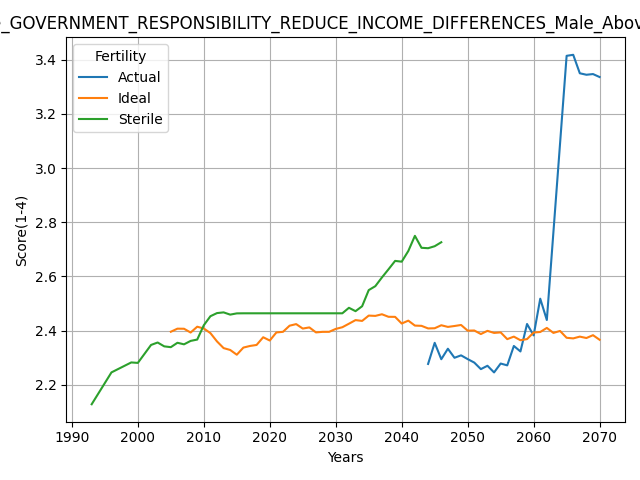 _GOVERNMENT_RESPONSIBILITY_REDUCE_INCOME_DIFFERENCES_Male_Abov
Fertility
Actual
Ideal
Sterile
Score(1-4)
3.4
3.2
3.0
2.8
2.6
2.4
2.2
1990 2000 2010 2020 2030 2040 2050 2060 2070
Years